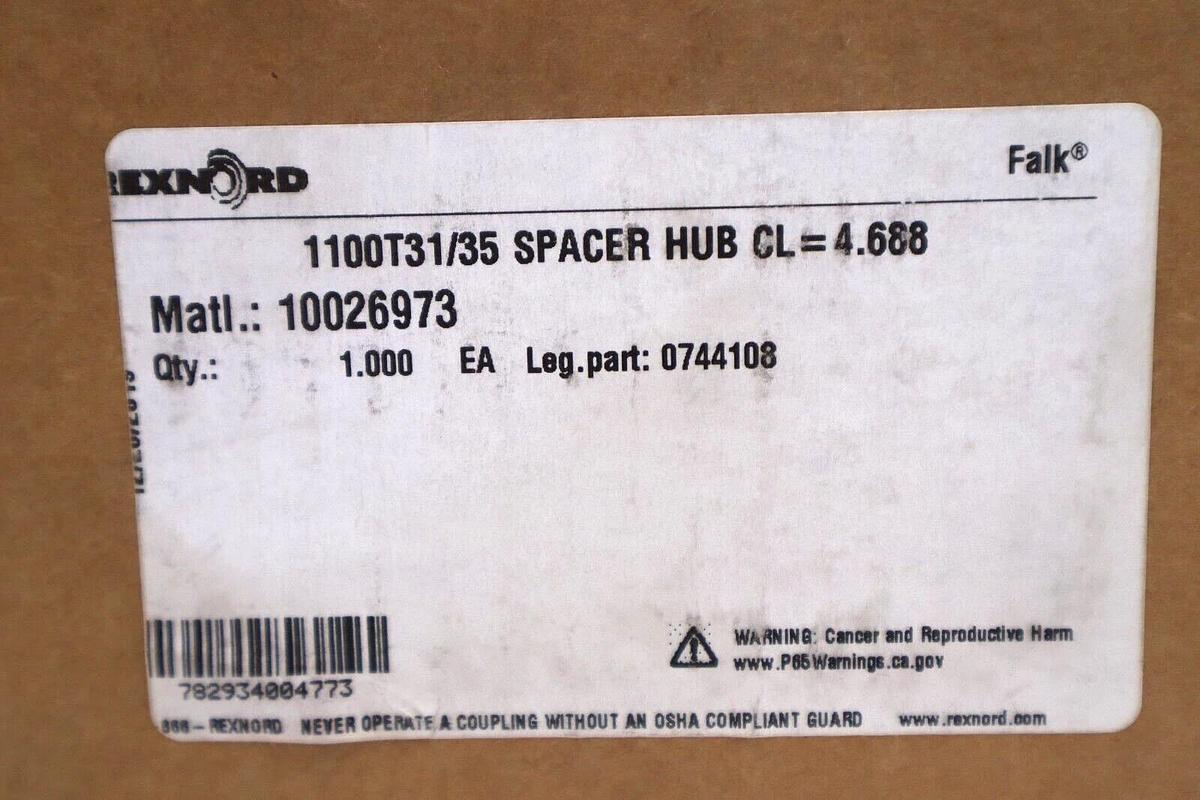 REXNORD
Falk®
1100T31/35 SPACER HUB CL=4.688
Matl.: 10026973
Qty.: 1.000 EA Leg.part: 0744108
WARNING: Cancer and Reproductive Harm
www.P65Warnings.ca.gov
782934004773
866-REXNORD NEVER OPERATE A COUPLING WITHOUT AN OSHA COMPLIANT GUARD www.rexnord.com